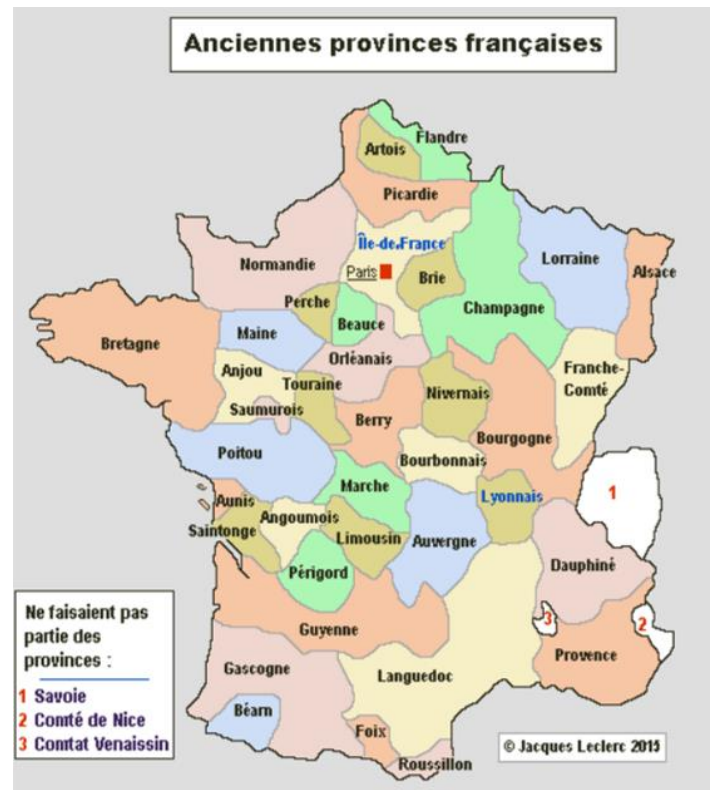 Anciennes provinces françaises
Flandre
Artois
Picardie
Île-de-France
Normandie
Paris
Brie
Lorraine
Alsace
Perche
Beauce
Champagne
Bretagne
Maine
Orléanais
Anjou
Touraine
Franche-
Comté
Saumurois
Nivernais
Berry
Bourgogne
Poitou
Bourbonnais
Marche
Lyonnais
1
Aunis
Saintonge
Angoumois
Limousin
Auvergne
Périgord
Dauphiné
Guyenne
3
2
Provence
Gascogne
Languedoc
Béarn
Foix
Roussillon
Ne faisaient pas
partie des
provinces :
1 Savoie
2 Comté de Nice
3 Comtat Venaissin
© Jacques Leclerc 2015